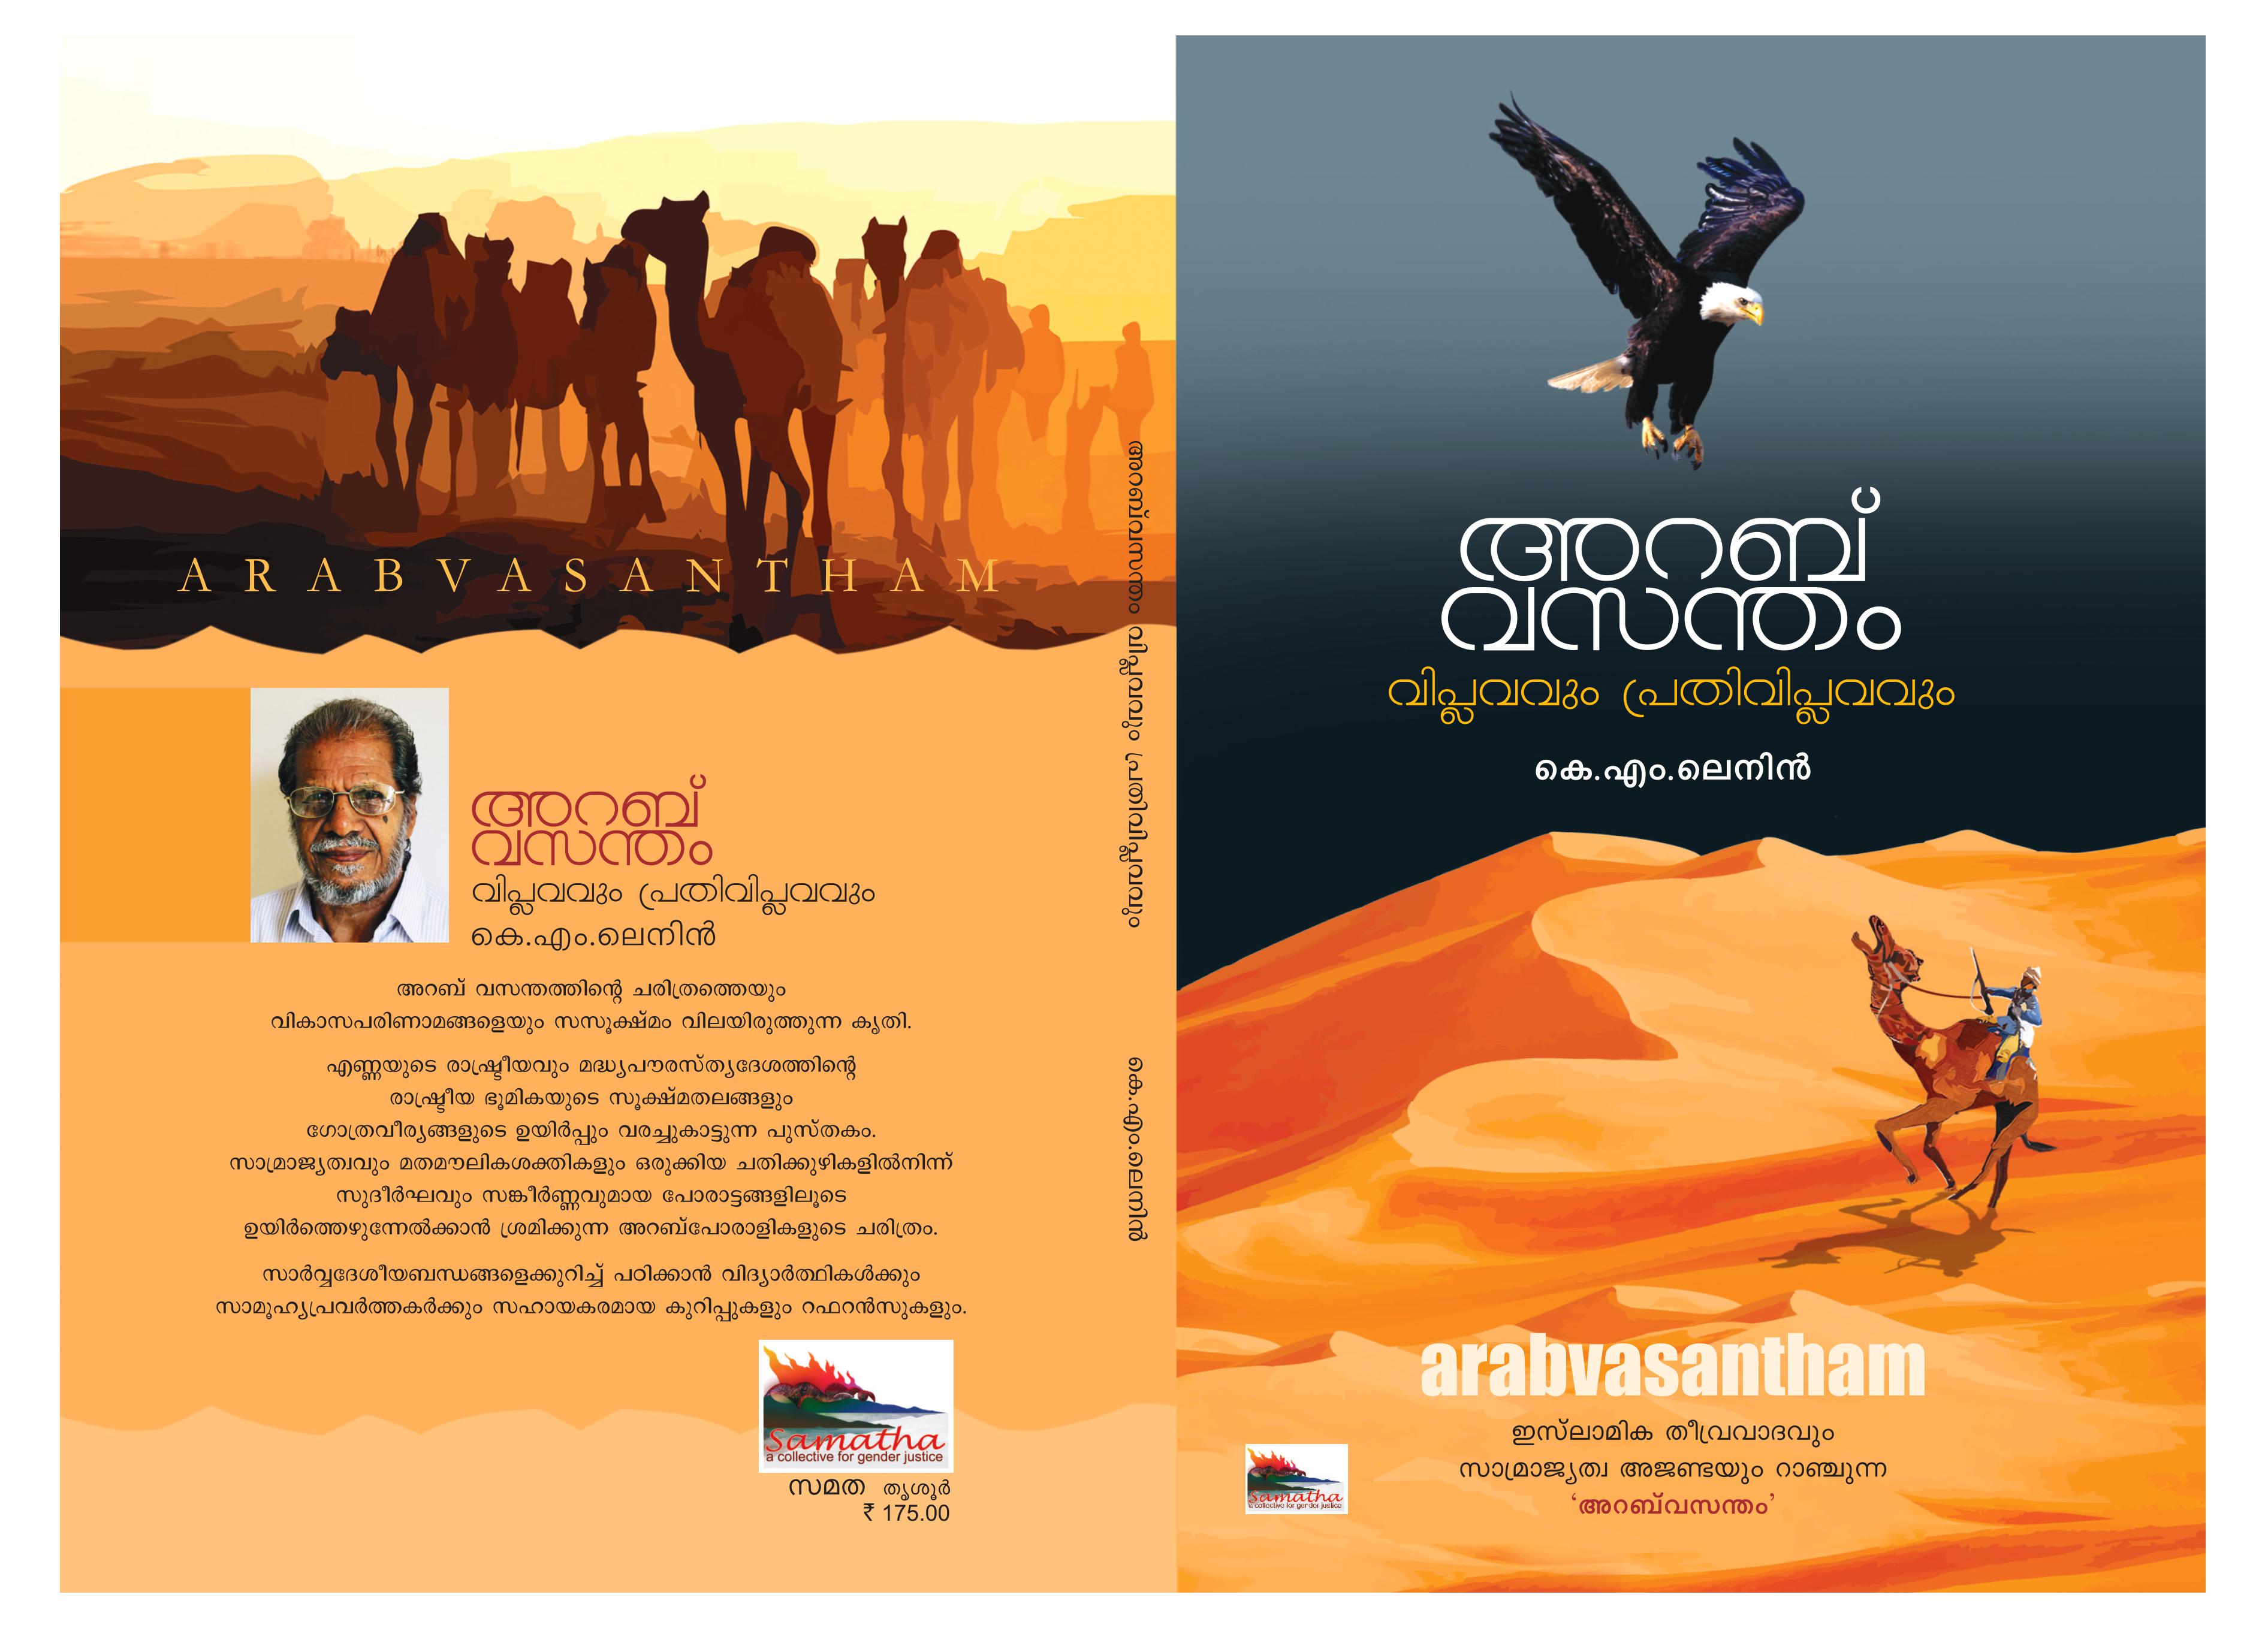 ARABVASANTHAM
അറബ്
വസന്തം
വിപ്ലവവും പ്രതിവിപ്ലവവും
കെ.എം.ലെനിൻ
അറബ് വസന്തത്തിന്റെ ചരിത്രത്തെയും
വികാസപരിണാമങ്ങളെയും സസൂക്ഷ്മം വിലയിരുത്തുന്ന കൃതി.
എണ്ണയുടെ രാഷ്ട്രീയവും മദ്ധ്യപൗരസ്ത്യദേശത്തിന്റെ
രാഷ്ട്രീയ ഭൂമികയുടെ സൂക്ഷ്മതലങ്ങളും
ഗോത്രവീര്യങ്ങളുടെ ഉയിർപ്പും വരച്ചുകാട്ടുന്ന പുസ്തകം.
സാമ്രാജ്യത്വവും മതമൗലികശക്തികളും ഒരുക്കിയ ചതിക്കുഴികളിൽനിന്ന്
സുദീർഘവും സങ്കീർണ്ണവുമായ പോരാട്ടങ്ങളിലൂടെ
ഉയിർത്തെഴുന്നേൽക്കാൻ ശ്രമിക്കുന്ന അറബ്പോരാളികളുടെ ചരിത്രം.
സാർവ്വദേശീയബന്ധങ്ങളെക്കുറിച്ച് പഠിക്കാൻ വിദ്യാർത്ഥികൾക്കും
സാമൂഹ്യപ്രവർത്തകർക്കും സഹായകരമായ കുറിപ്പുകളും റഫറൻസുകളും.
samatha
a collective for gender justice
സമത തൃശൂർ
₹ 175.00
അറബ്വസന്തം വിപ്ലവവും പ്രതിവിപ്ലവവും കെ.എം.ലെനിൻ
അറബ്
വസന്തം
വിപ്ലവവും പ്രതിവിപ്ലവവും
കെ.എം.ലെനിൻ
arabvasantham
ഇസ്‌ലാമിക തീവ്രവാദവും
സാമ്രാജ്യത്വ അജണ്ടയും റാഞ്ചുന്ന
‘അറബ്‌വസന്തം’
samatha
a collective for gender justice